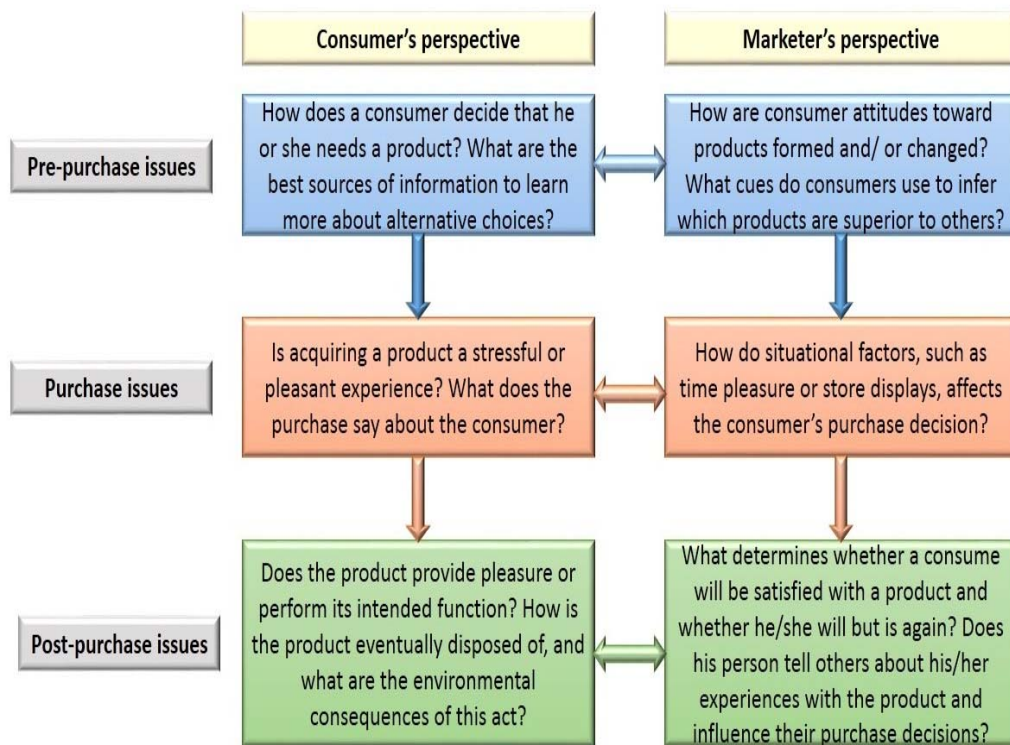 Consumer's perspective
Marketer's perspective
Pre-purchase issues
How does a consumer decide that he
or she needs a product? What are the
best sources of information to learn
more about alternative choices?
How are consumer attitudes toward
products formed and/ or changed?
What cues do consumers use to infer
which products are superior to others?
Purchase issues
Is acquiring a product a stressful or
pleasant experience? What does the
purchase say about the consumer?
How do situational factors, such as
time pleasure or store displays, affects
the consumer's purchase decision?
Post-purchase issues
Does the product provide pleasure or
perform its intended function? How is
the product eventually disposed of, and
what are the environmental
consequences of this act?
What determines whether a consume
will be satisfied with a product and
whether he/she will but is again? Does
his person tell others about his/her
experiences with the product and
influence their purchase decisions?